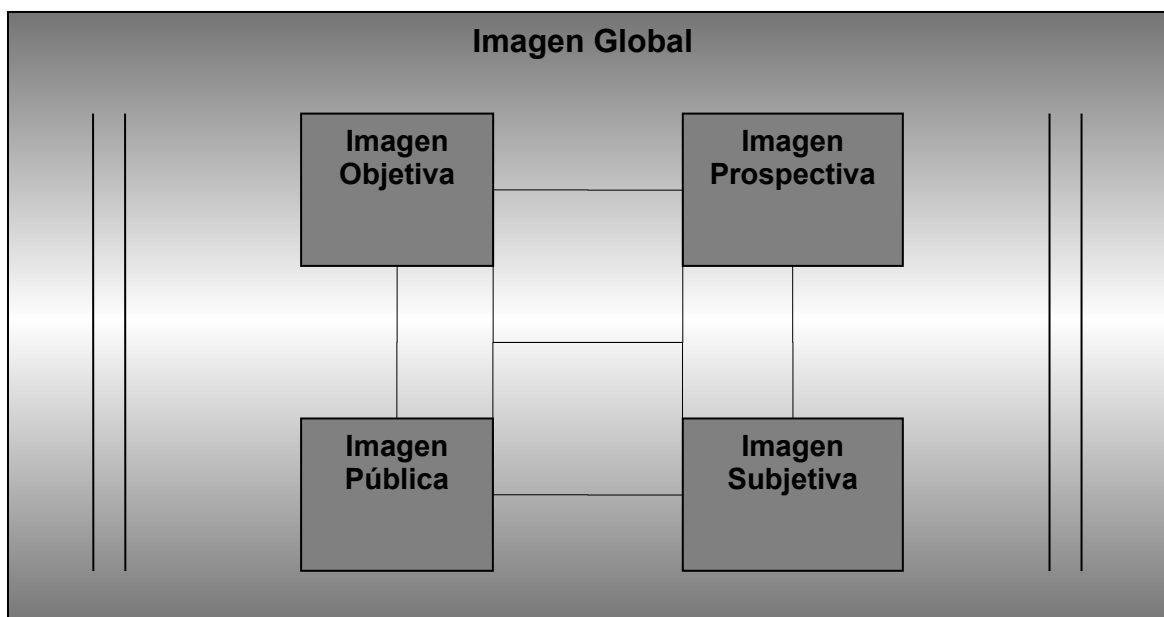 Imagen Global
Imagen
Objetiva
Imagen
Prospectiva
Imagen
Pública
Imagen
Subjetiva